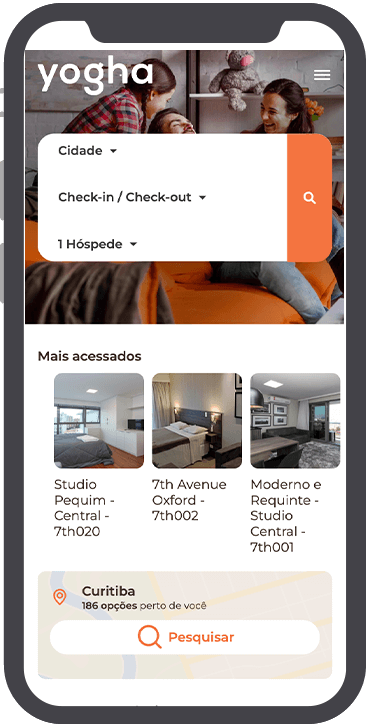 yogha
Cidade
Check-in / Check-out
1 Hóspede
Mais acessados
Studio
Pequim -
Central -
7th020
7th Avenue
Oxford -
7th002
Moderno e
Requinte -
Studio
Central -
7th001
Curitiba
186 opções perto de você
Pesquisar